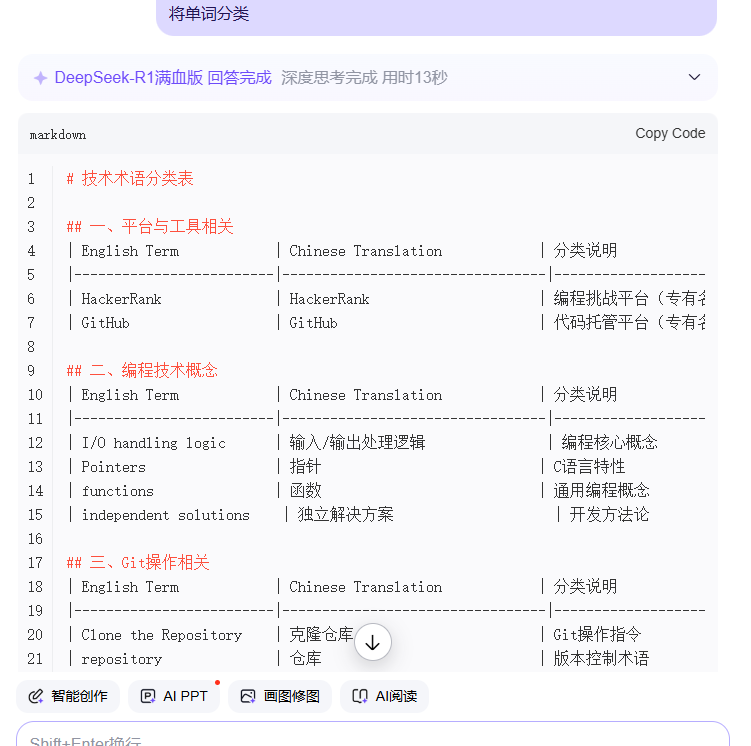 将单词分类
DeepSeek-R1满血版 回答完成 深度思考完成 用时13秒
markdown Copy Code
1 # 技术术语分类表
2
3 ## 一、平台与工具相关
4 | English Term | Chinese Translation | 分类说明
5 |------------------------|--------------------------------|-------------------
6 | HackerRank | HackerRank | 编程挑战平台（专有
7 | GitHub | GitHub | 代码托管平台（专有
8
9 ## 二、编程技术概念
10 | English Term | Chinese Translation | 分类说明
11 |------------------------|--------------------------------|-------------------
12 | I/O handling logic | 输入/输出处理逻辑 | 编程核心概念
13 | Pointers | 指针 | C语言特性
14 | functions | 函数 | 通用编程概念
15 | independent solutions | 独立解决方案 | 开发方法论
16
17 ## 三、Git操作相关
18 | English Term | Chinese Translation | 分类说明
19 |------------------------|--------------------------------|-------------------
20 | Clone the Repository | 克隆仓库 | Git操作指令
21 | repository | 仓库 | 版本控制术语
智能创作 AI PPT 画图修图 AI阅读
Shift+Enter换行